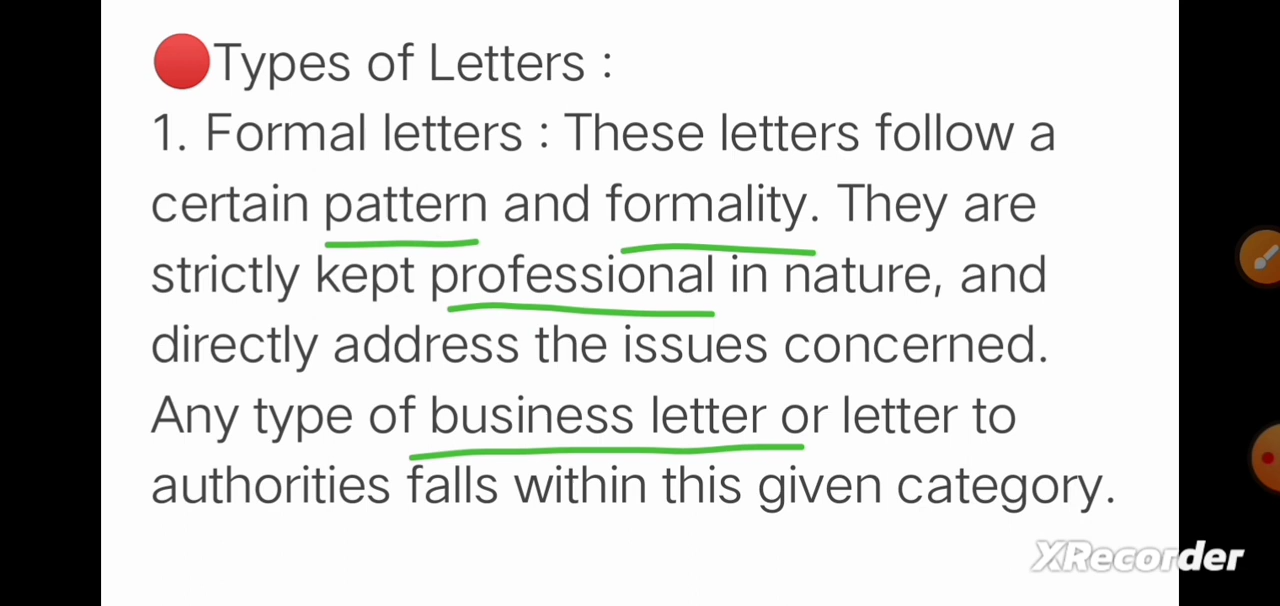 🔴Types of Letters :
1. Formal letters : These letters follow a
certain pattern and formality. They are
strictly kept professional in nature, and
directly address the issues concerned.
Any type of business letter or letter to
authorities falls within this given category.
XRecorder